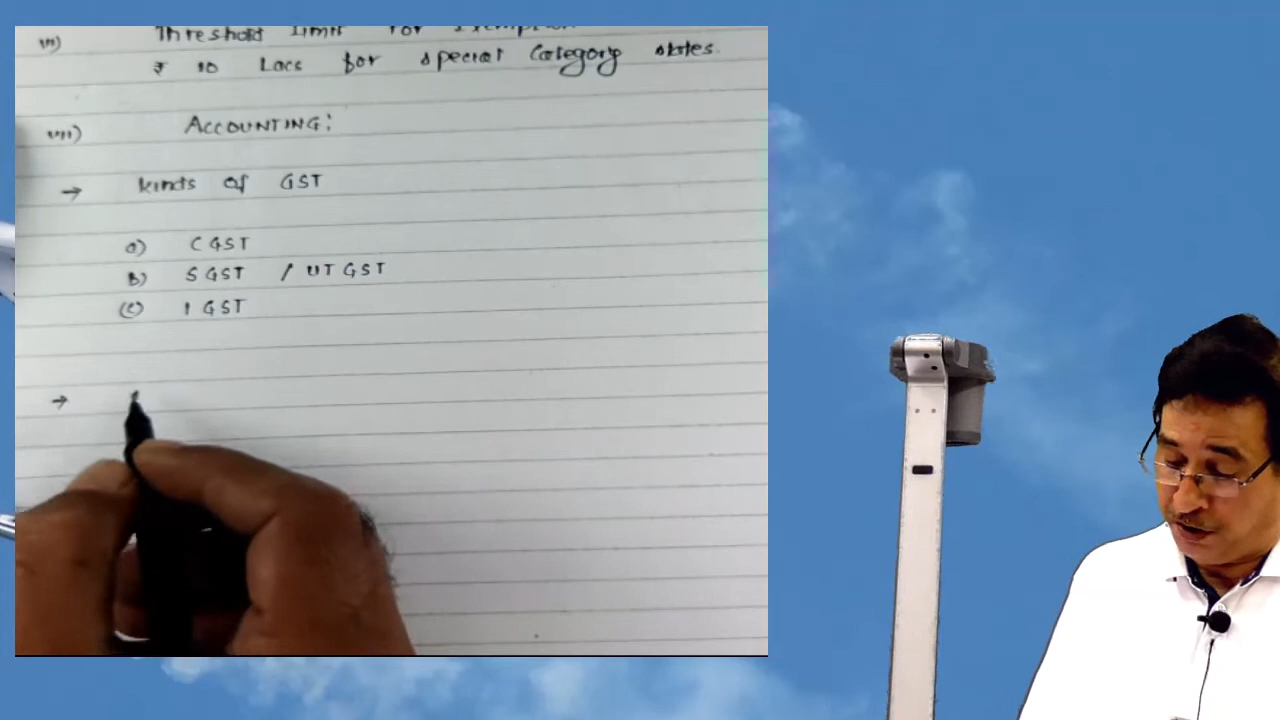 Threshold limit for
₹ 10 Lacs for special Category states.
VII) ACCOUNTING:
→ kinds of GST
a) CGST
b) SGST / UTGST
(c) IGST
→